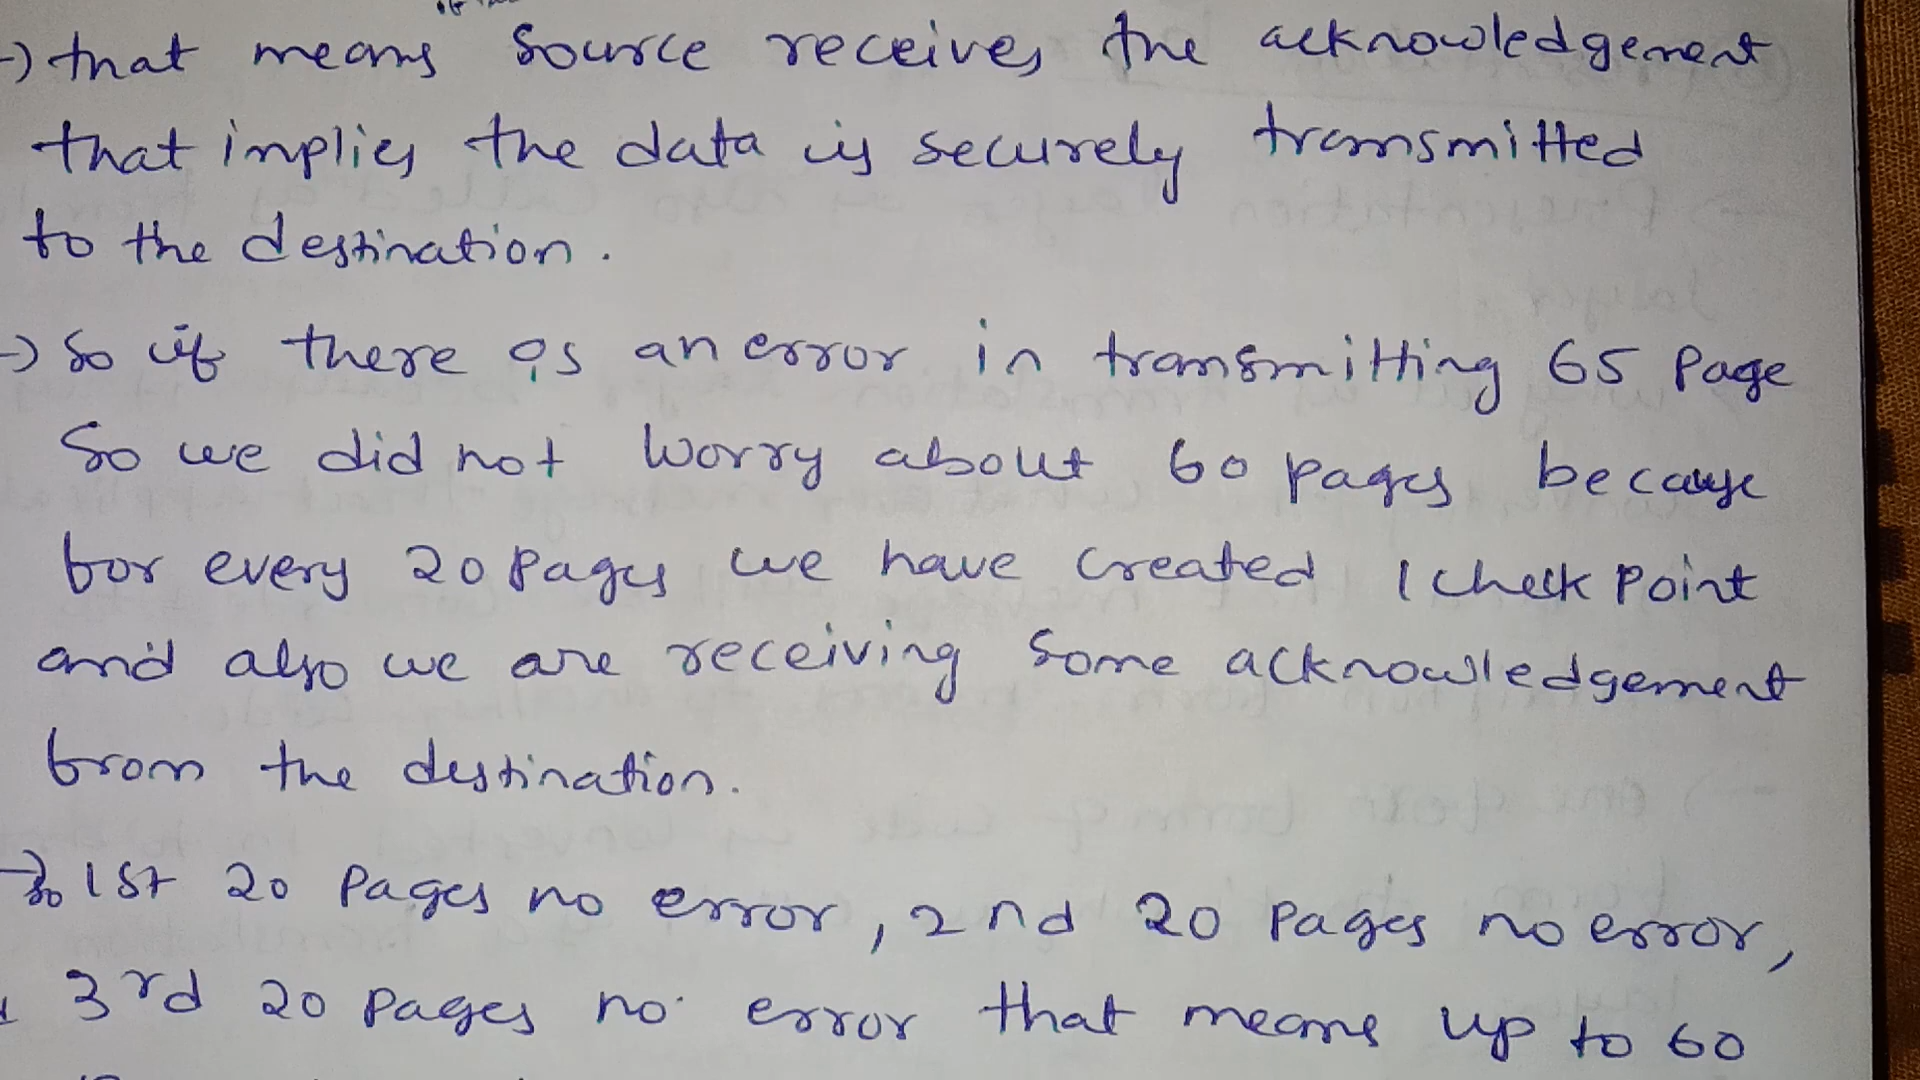 → that means source receives the acknowledgement
that implies the data is securely transmitted
to the destination.
→ So if there is an error in transmitting 65 page
So we did not worry about 60 pages because
for every 20 pages we have created 1 check point
and also we are receiving some acknowledgement
from the destination.
→ So 1st 20 pages no error, 2nd 20 pages no error,
3rd 20 pages no error that means up to 60